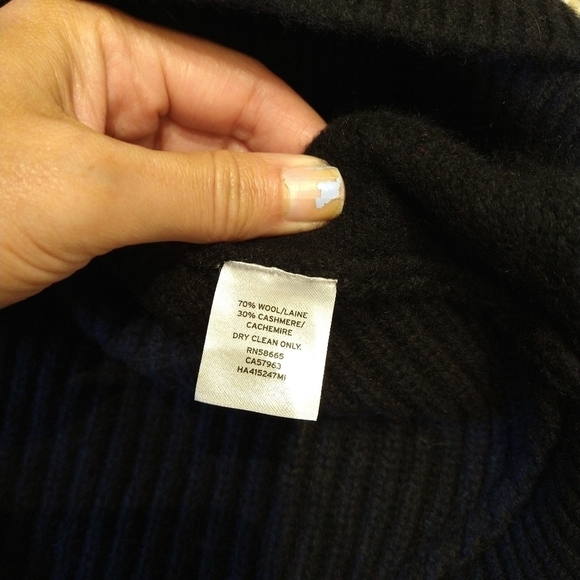 70% WOOL/LAINE
30% CASHMERE/
CACHEMIRE
DRY CLEAN ONLY.
RN58665
CA57963
HA415247MI